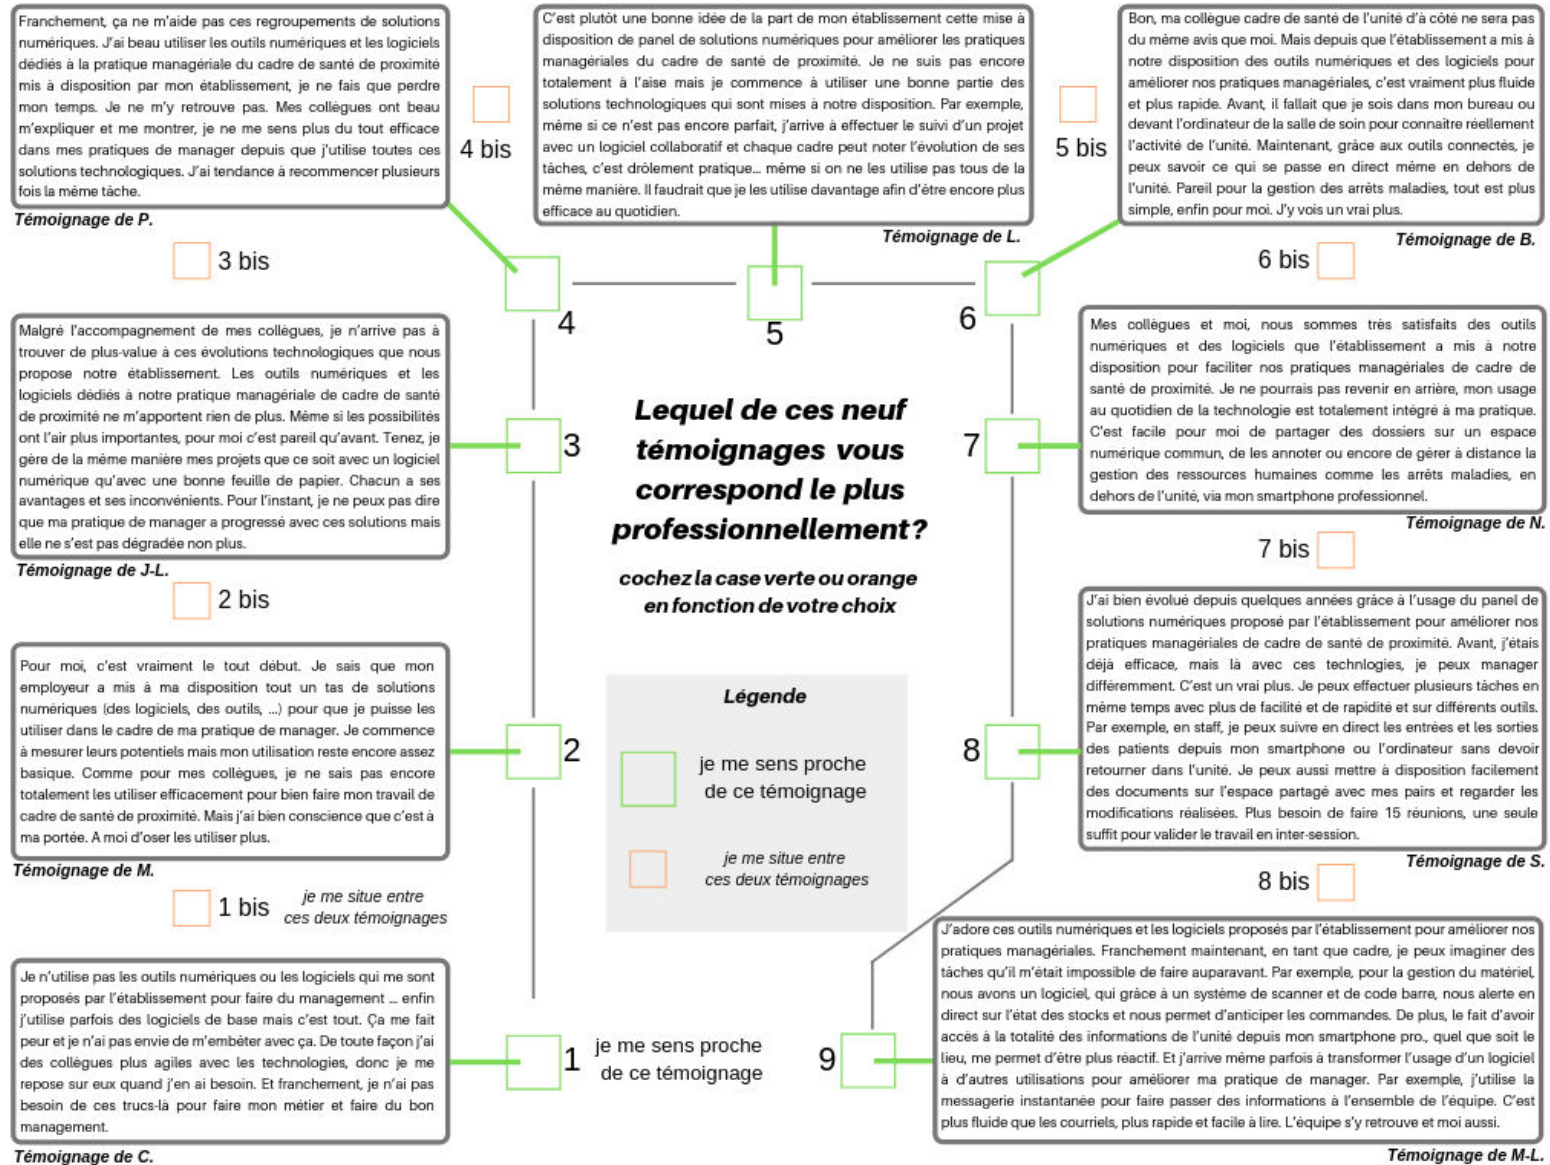 Franchement, ça ne m'aide pas ces regroupements de solutions
numériques. J'ai beau utiliser les outils numériques et les logiciels
dédiés à la pratique managériale du cadre de santé de proximité
mis à disposition par mon établissement, je ne fais que perdre
mon temps. Je ne m'y retrouve pas. Mes collègues ont beau
m'expliquer et me montrer, je ne me sens plus du tout efficace
dans mes pratiques de manager depuis que j'utilise toutes ces
solutions technologiques. J'ai tendance à recommencer plusieurs
fois la même tâche.
Témoignage de P.
4 bis
C'est plutôt une bonne idée de la part de mon établissement cette mise à
disposition de panel de solutions numériques pour améliorer les pratiques
managériales du cadre de santé de proximité. Je ne suis pas encore
totalement à l'aise mais je commence à utiliser une bonne partie des
solutions technologiques qui sont mises à notre disposition. Par exemple,
même si ce n'est pas encore parfait, j'arrive à effectuer le suivi d'un projet
avec un logiciel collaboratif et chaque cadre peut noter l'évolution de ses
tâches, c'est drôlement pratique... même si on ne les utilise pas tous de la
même manière. Il faudrait que je les utilise davantage afin d'être encore plus
efficace au quotidien.
Témoignage de L.
5 bis
Bon, ma collègue cadre de santé de l'unité d'à côté ne sera pas
du même avis que moi. Mais depuis que l'établissement a mis à
notre disposition des outils numériques et des logiciels pour
améliorer nos pratiques managériales, c'est vraiment plus fluide
et plus rapide. Avant, il fallait que je sois dans mon bureau ou
devant l'ordinateur de la salle de soin pour connaitre réellement
l'activité de l'unité. Maintenant, grâce aux outils connectés, je
peux savoir ce qui se passe en direct même en dehors de
l'unité. Pareil pour la gestion des arrêts maladies, tout est plus
simple, enfin pour moi. J'y vois un vrai plus.
Témoignage de B.
3 bis
6 bis
4
5
6
Malgré l'accompagnement de mes collègues, je n'arrive pas à
trouver de plus-value à ces évolutions technologiques que nous
propose notre établissement. Les outils numériques et les
logiciels dédiés à notre pratique managériale de cadre de santé
de proximité ne m'apportent rien de plus. Même si les possibilités
ont l'air plus importantes, pour moi c'est pareil qu'avant. Tenez, je
gère de la même manière mes projets que ce soit avec un logiciel
numérique qu'avec une bonne feuille de papier. Chacun a ses
avantages et ses inconvénients. Pour l'instant, je ne peux pas dire
que ma pratique de manager a progressé avec ces solutions mais
elle ne s'est pas dégradée non plus.
Témoignage de J-L.
3
Lequel de ces neuf
témoignages vous
correspond le plus
professionnellement?
cochez la case verte ou orange
en fonction de votre choix
7
Mes collègues et moi, nous sommes très satisfaits des outils
numériques et des logiciels que l'établissement a mis à notre
disposition pour faciliter nos pratiques managériales de cadre de
santé de proximité. Je ne pourrais pas revenir en arrière, mon usage
au quotidien de la technologie est totalement intégré à ma pratique.
C'est facile pour moi de partager des dossiers sur un espace
numérique commun, de les annoter ou encore de gérer à distance la
gestion des ressources humaines comme les arrêts maladies, en
dehors de l'unité, via mon smartphone professionnel.
Témoignage de N.
2 bis
7 bis
Pour moi, c'est vraiment le tout début. Je sais que mon
employeur a mis à ma disposition tout un tas de solutions
numériques (des logiciels, des outils, ...) pour que je puisse les
utiliser dans le cadre de ma pratique de manager. Je commence
à mesurer leurs potentiels mais mon utilisation reste encore assez
basique. Comme pour mes collègues, je ne sais pas encore
totalement les utiliser efficacement pour bien faire mon travail de
cadre de santé de proximité. Mais j'ai bien conscience que c'est à
ma portée. A moi d'oser les utiliser plus.
Témoignage de M.
2
Légende
je me sens proche
de ce témoignage
je me situe entre
ces deux témoignages
8
J'ai bien évolué depuis quelques années grâce à l'usage du panel de
solutions numériques proposé par l'établissement pour améliorer nos
pratiques managériales de cadre de santé de proximité. Avant, j'étais
déjà efficace, mais là avec ces technlogies, je peux manager
différemment. C'est un vrai plus. Je peux effectuer plusieurs tâches en
même temps avec plus de facilité et de rapidité et sur différents outils.
Par exemple, en staff, je peux suivre en direct les entrées et les sorties
des patients depuis mon smartphone ou l'ordinateur sans devoir
retourner dans l'unité. Je peux aussi mettre à disposition facilement
des documents sur l'espace partagé avec mes pairs et regarder les
modifications réalisées. Plus besoin de faire 15 réunions, une seule
suffit pour valider le travail en inter-session.
Témoignage de S.
1 bis
je me situe entre
ces deux témoignages
8 bis
Je n'utilise pas les outils numériques ou les logiciels qui me sont
proposés par l'établissement pour faire du management ... enfin
j'utilise parfois des logiciels de base mais c'est tout. Ça me fait
peur et je n'ai pas envie de m'embêter avec ça. De toute façon j'ai
des collègues plus agiles avec les technologies, donc je me
repose sur eux quand j'en ai besoin. Et franchement, je n'ai pas
besoin de ces trucs-là pour faire mon métier et faire du bon
management.
Témoignage de C.
1
je me sens proche
de ce témoignage
9
J'adore ces outils numériques et les logiciels proposés par l'établissement pour améliorer nos
pratiques managériales. Franchement maintenant, en tant que cadre, je peux imaginer des
tâches qu'il m'était impossible de faire auparavant. Par exemple, pour la gestion du matériel,
nous avons un logiciel, qui grâce à un système de scanner et de code barre, nous alerte en
direct sur l'état des stocks et nous permet d'anticiper les commandes. De plus, le fait d'avoir
accès à la totalité des informations de l'unité depuis mon smartphone pro., quel que soit le
lieu, me permet d'être plus réactif. Et j'arrive même parfois à transformer l'usage d'un logiciel
à d'autres utilisations pour améliorer ma pratique de manager. Par exemple, j'utilise la
messagerie instantanée pour faire passer des informations à l'ensemble de l'équipe. C'est
plus fluide que les courriels, plus rapide et facile à lire. L'équipe s'y retrouve et moi aussi.
Témoignage de M-L.